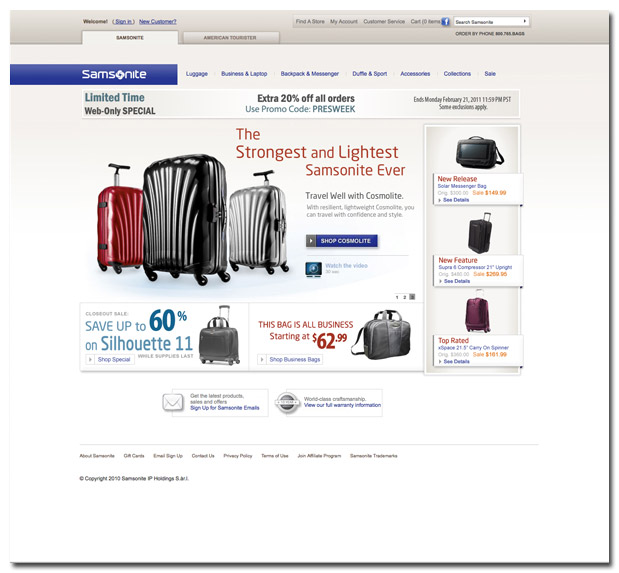 Welcome! ( Sign in ) New Customer?
Find A Store My Account Customer Service Cart (0 items) Search Samsonite
ORDER BY PHONE 800.765.BAGS
SAMSONITE AMERICAN TOURISTER
Samsonite
Luggage Business & Laptop Backpack & Messenger Duffle & Sport Accessories Collections Sale
Limited Time
Web-Only SPECIAL
Extra 20% off all orders
Use Promo Code: PRESWEEK
Ends Monday February 21, 2011 11:59 PM PST
Some exclusions apply.
The
Strongest and Lightest
Samsonite Ever
Travel Well with Cosmolite.
With resilient, lightweight Cosmolite, you
can travel with confidence and style.
SHOP COSMOLITE
Watch the video
30 sec
1 2 3
New Release
Solar Messenger Bag
Orig. $300.00 Sale $149.99
See Details
New Feature
Supra 6 Compressor 21" Upright
Orig. $480.00 Sale $269.95
See Details
Top Rated
xSpace 21.5" Carry On Spinner
Orig. $360.00 Sale $161.99
See Details
CLOSEOUT SALE:
SAVE UP to 60%
on Silhouette 11
WHILE SUPPLIES LAST
Shop Special
THIS BAG IS ALL BUSINESS
Starting at $62.99
Shop Business Bags
Get the latest products,
sales and offers
Sign Up for Samsonite Emails
World-class craftsmanship.
View our full warranty information
About Samsonite Gift Cards Email Sign Up Contact Us Privacy Policy Terms of Use Join Affiliate Program Samsonite Trademarks
© Copyright 2010 Samsonite IP Holdings S.àr.l.